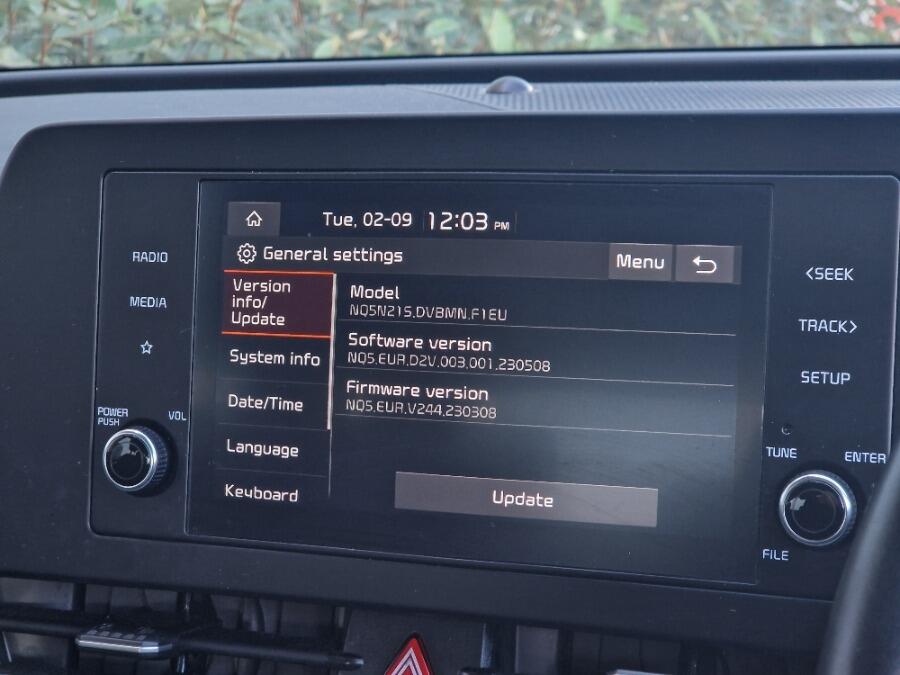 Tue, 02-09 12:03 PM
General settings
Menu
Version
info/
Update
System info
Date/Time
Language
Keyboard
Model
NQ5N215.DVBMN.F1EU
Software version
NQ5.EUR.D2V.003.001.230508
Firmware version
NQ5.EUR.V244.230308
Update
RADIO
MEDIA
POWER
PUSH
VOL
<SEEK
TRACK>
SETUP
TUNE
ENTER
FILE